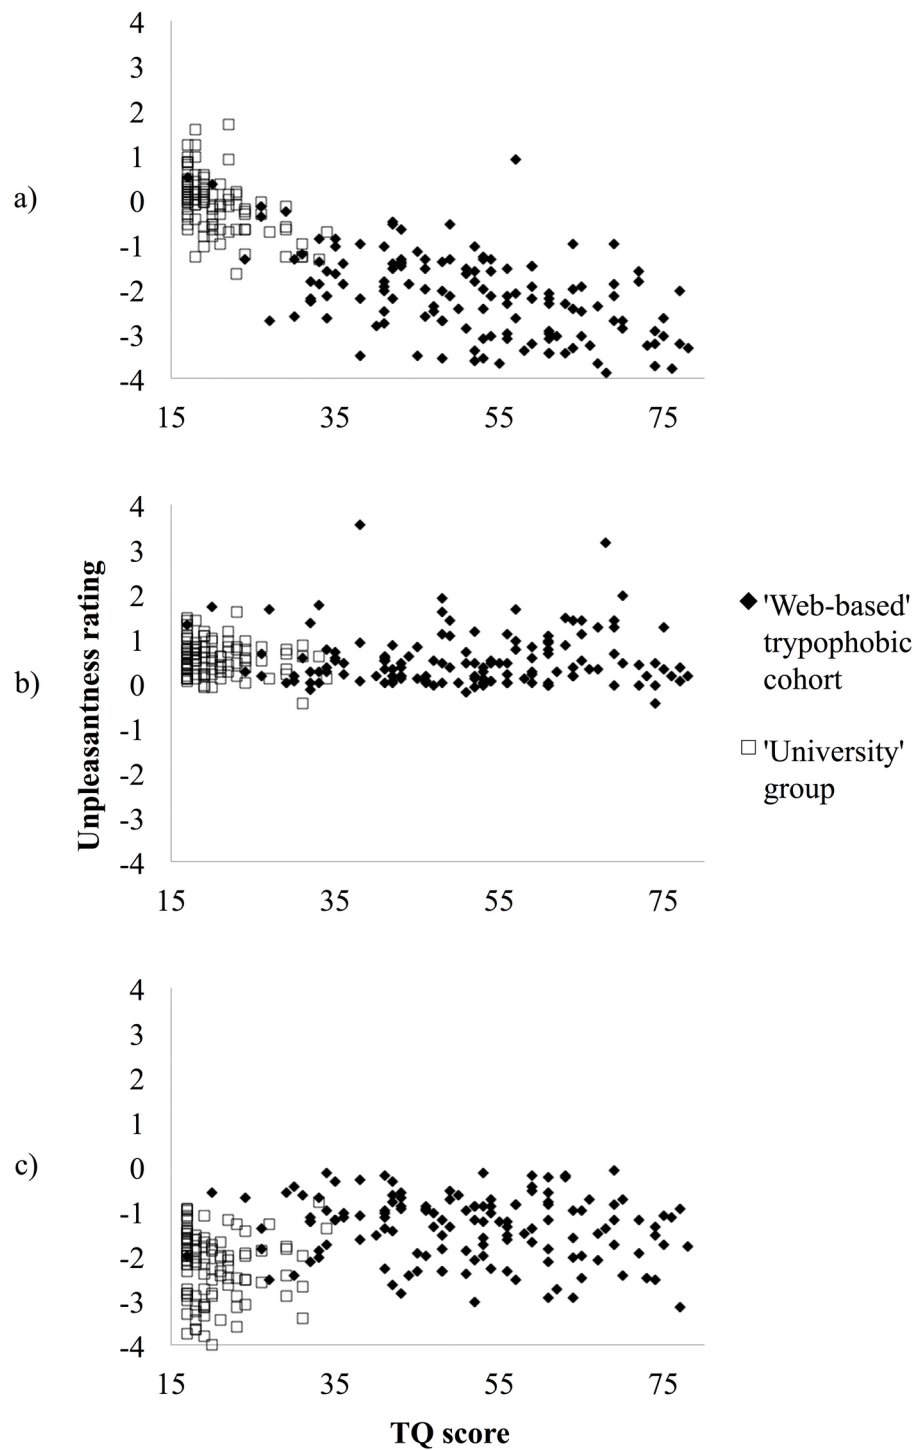 a)
4
3
2
1
0
-1
-2
-3
-4
15 35 55 75
b)
Unpleasantness rating
4
3
2
1
0
-1
-2
-3
-4
15 35 55 75
'Web-based'
trypophobic
cohort
'University'
group
c)
4
3
2
1
0
-1
-2
-3
-4
15 35 55 75
TQ score